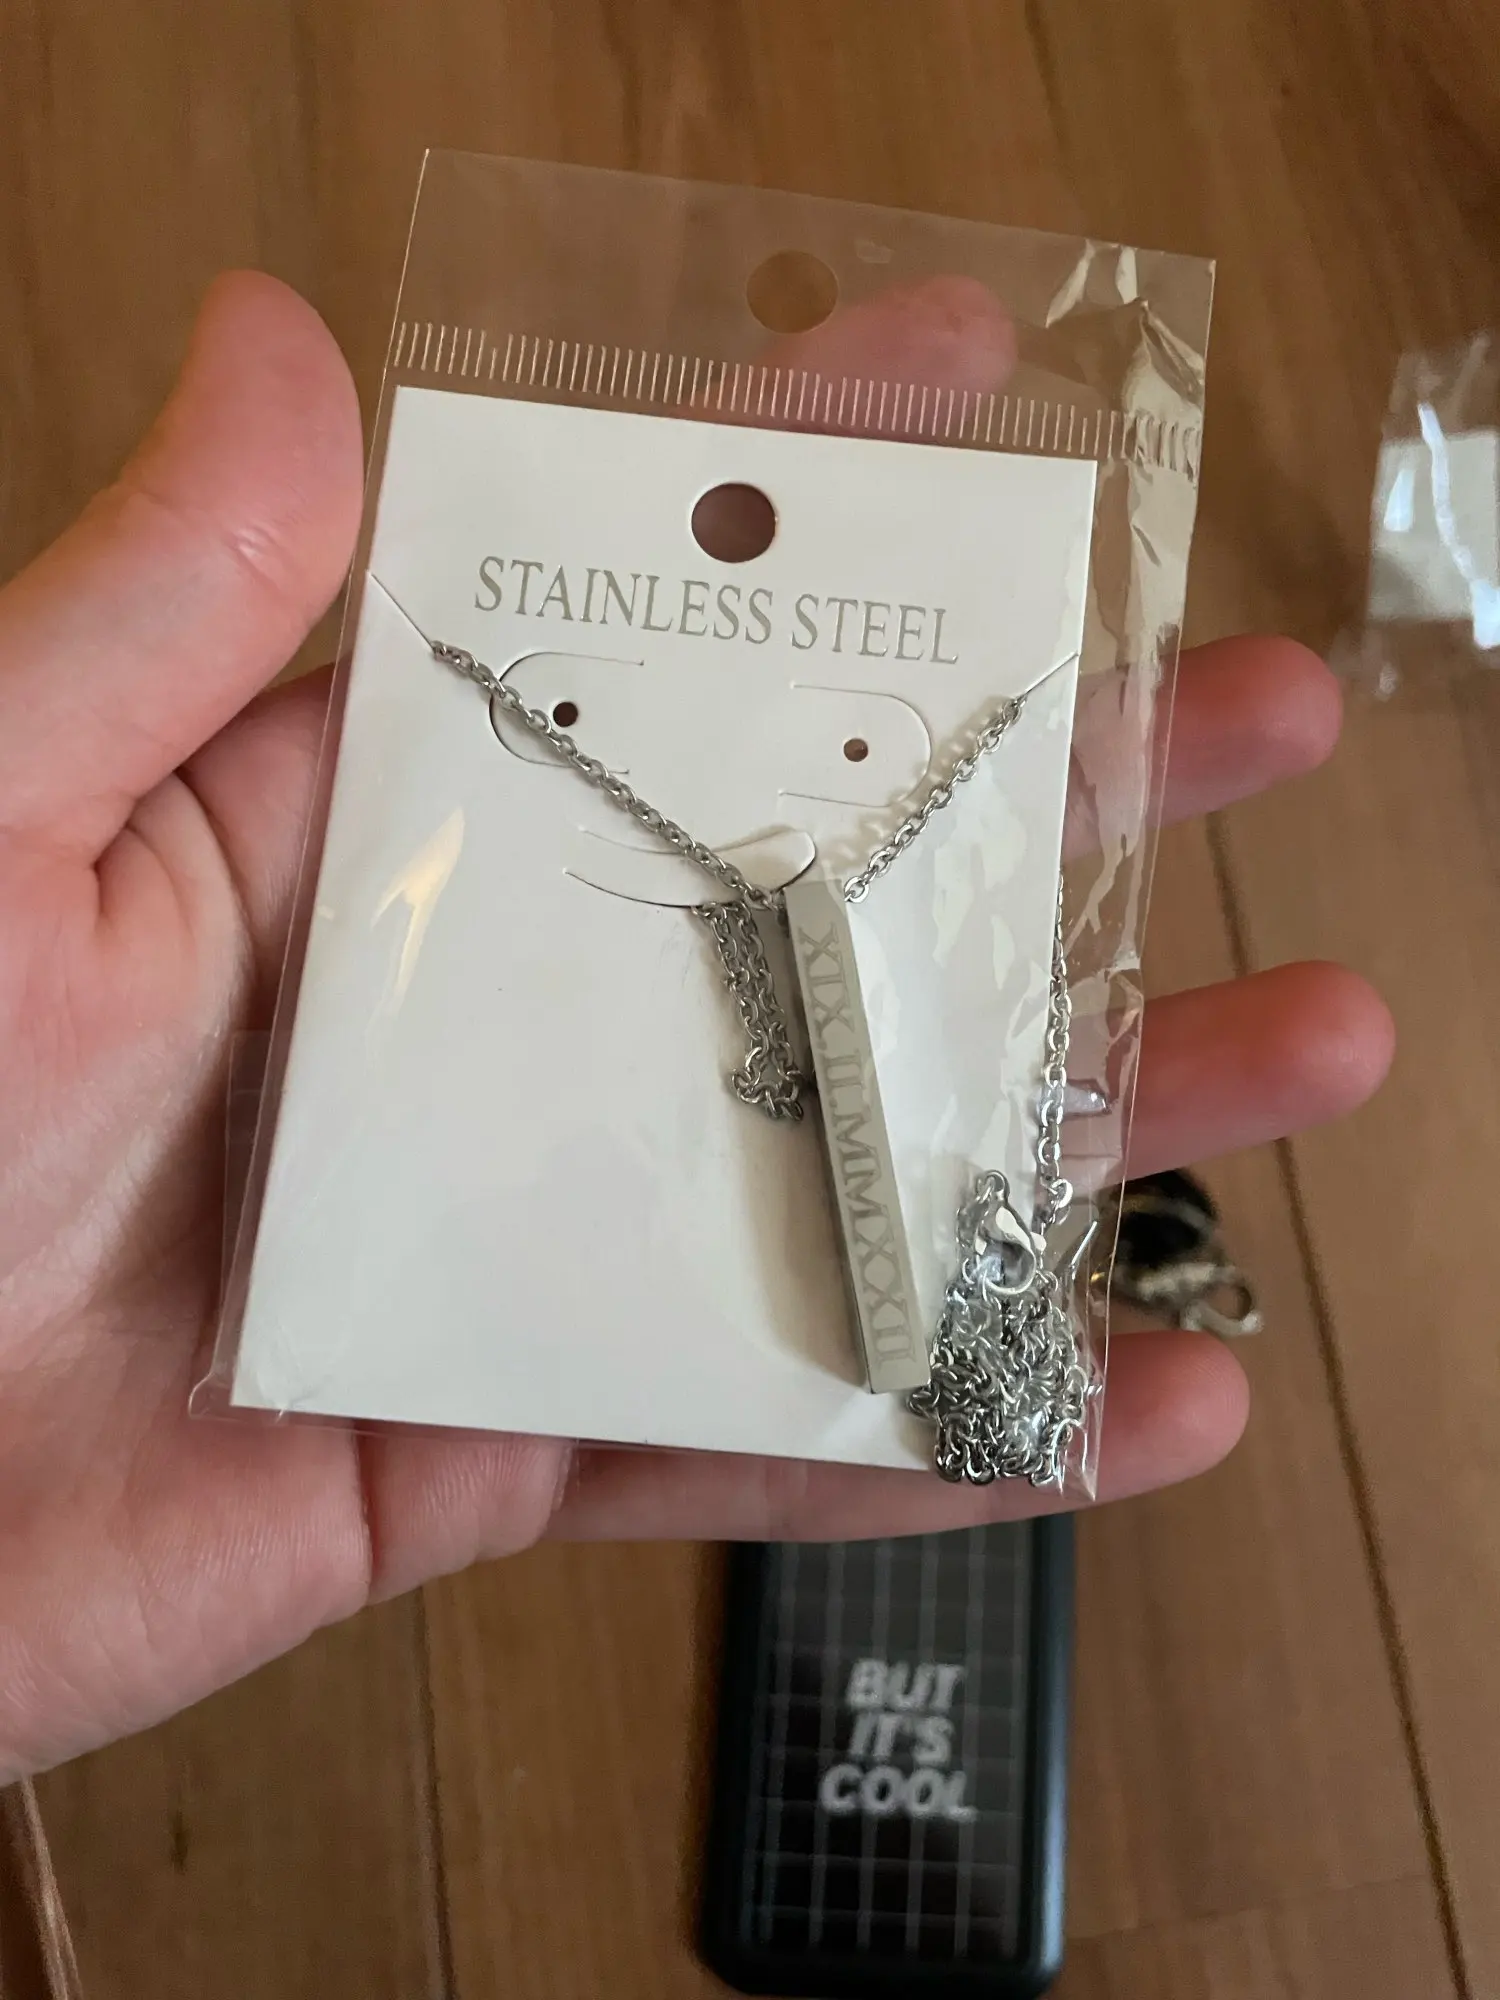 STAINLESS STEEL
XIX.II.MMXXII
BUT
IT'S
COOL